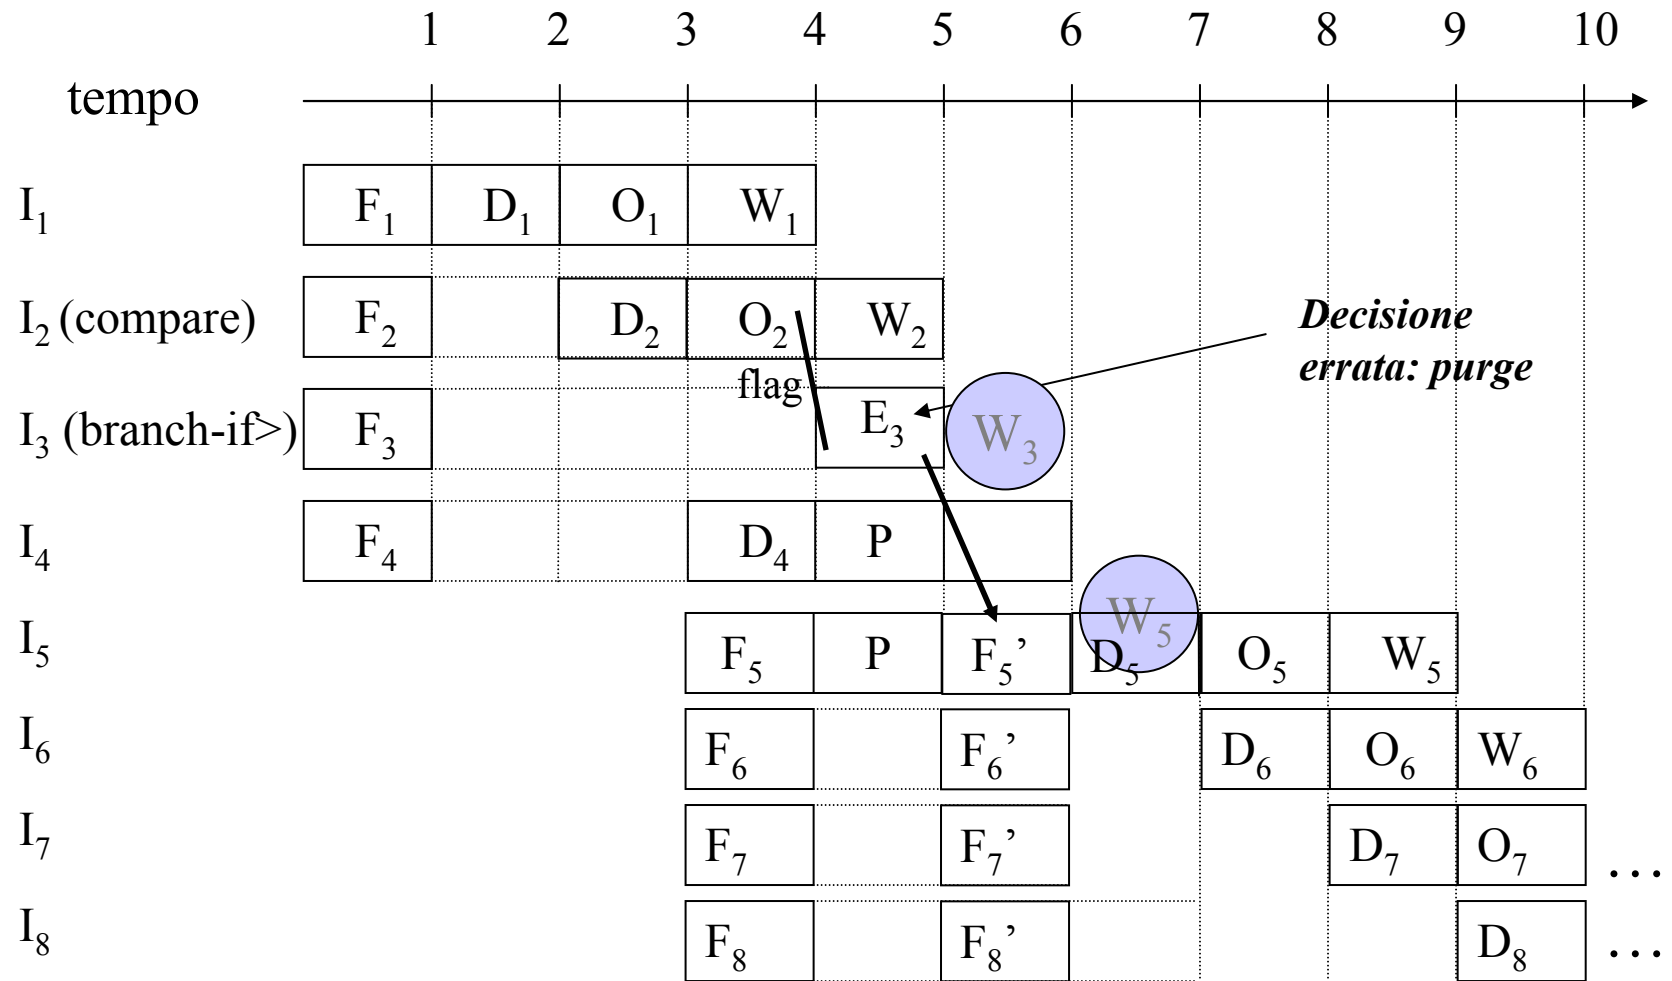 1 2 3 4 5 6 7 8 9 10
tempo
I1 F1 D1 O1 W1
I2 (compare) F2 D2 O2 W2
Decisione
errata: purge
flag
I3 (branch-if>) F3 E3 W3
I4 F4 D4 P
W5
I5 F5 P F5’ D5 O5 W5
I6 F6 F6’ D6 O6 W6
I7 F7 F7’ D7 O7 ...
I8 F8 F8’ D8 ...